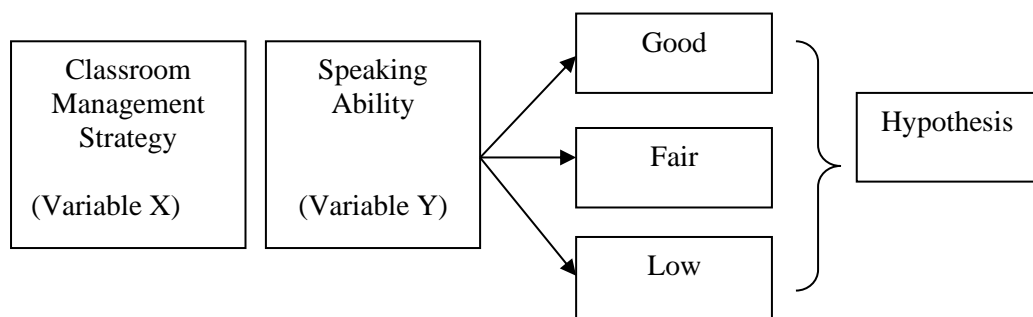 Classroom
Management
Strategy
(Variable X)
Speaking
Ability
(Variable Y)
Good
Fair
Low
Hypothesis